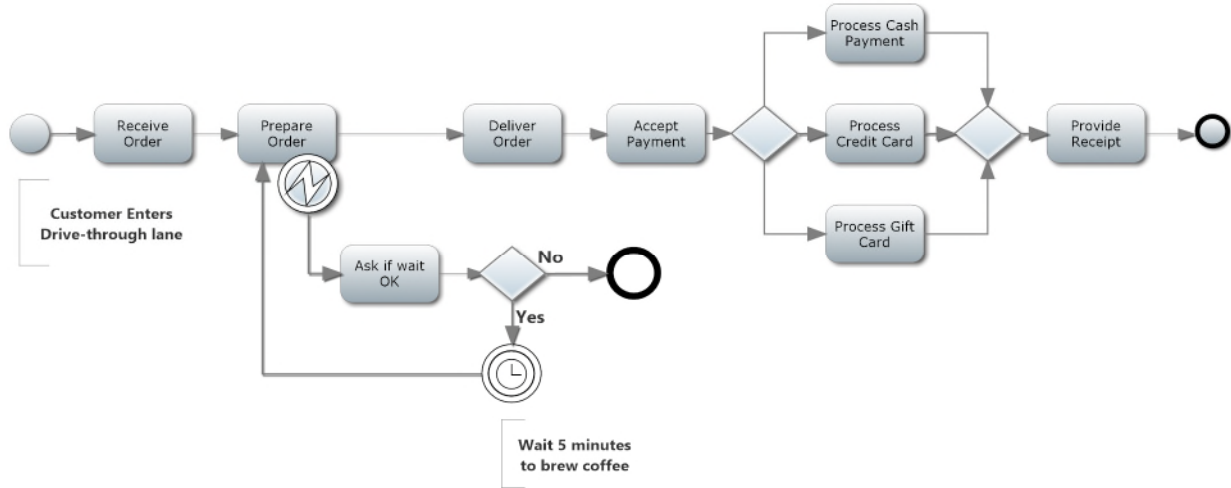 Process Cash
Payment
Receive
Order
Prepare
Order
Deliver
Order
Accept
Payment
Process
Credit Card
Provide
Receipt
Customer Enters
Drive-through lane
Process Gift
Card
Ask if wait
OK
No
Yes
Wait 5 minutes
to brew coffee